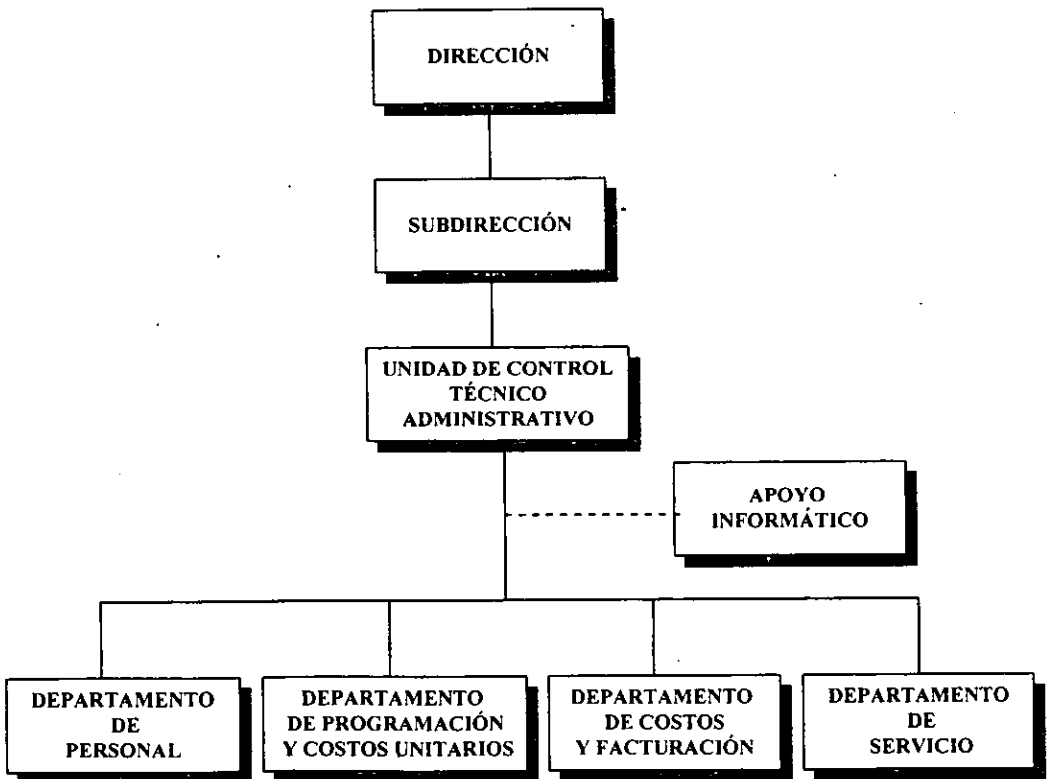 DIRECCIÓN
SUBDIRECCIÓN
UNIDAD DE CONTROL
TÉCNICO
ADMINISTRATIVO
APOYO
INFORMÁTICO
DEPARTAMENTO
DE
PERSONAL
DEPARTAMENTO
DE PROGRAMACIÓN
Y COSTOS UNITARIOS
DEPARTAMENTO
DE COSTOS
Y FACTURACIÓN
DEPARTAMENTO
DE
SERVICIO